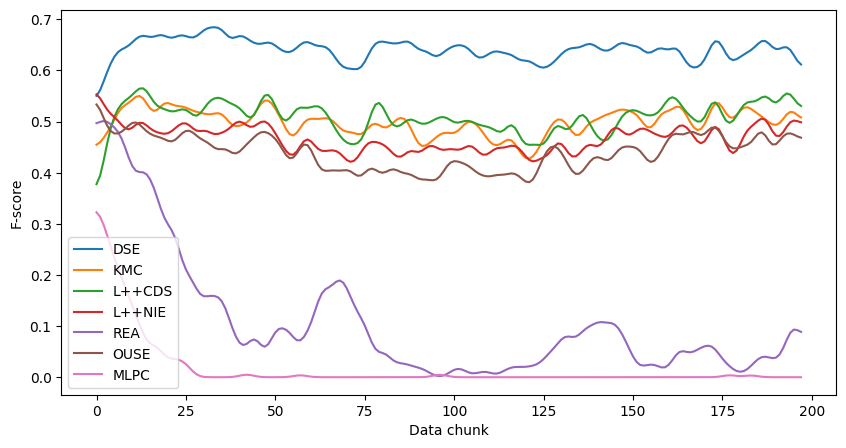 0.7
0.6
0.5
0.4
0.3
0.2
0.1
0.0
F-score
DSE
KMC
L++CDS
L++NIE
REA
OUSE
MLPC
0 25 50 75 100 125 150 175 200
Data chunk